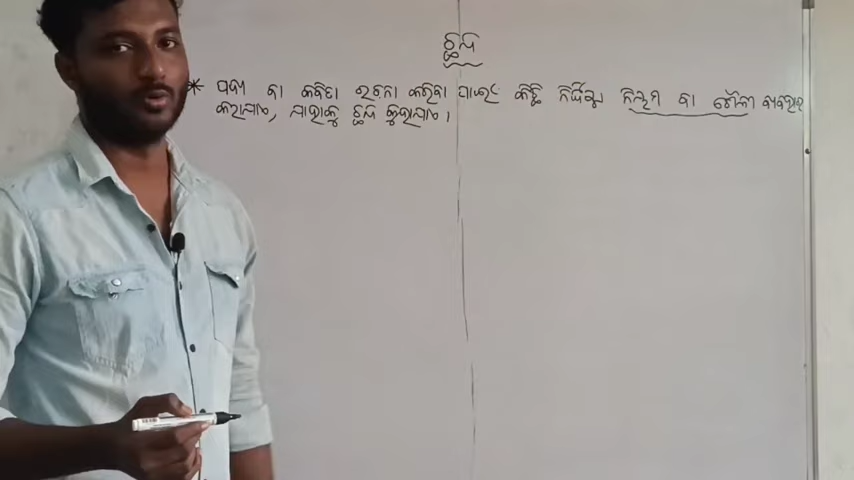 ଛନ୍ଦ
* ପଦ୍ୟ ବା କବିତା ରଚନା କରିବା ପାଇଁ କିଛି ନିର୍ଦ୍ଦିଷ୍ଟ ନିୟମ ବା ଶୈଳୀ ବ୍ୟବହାର
କରାଯାଏ, ଯାହାକୁ ଛନ୍ଦ କୁହାଯାଏ ।